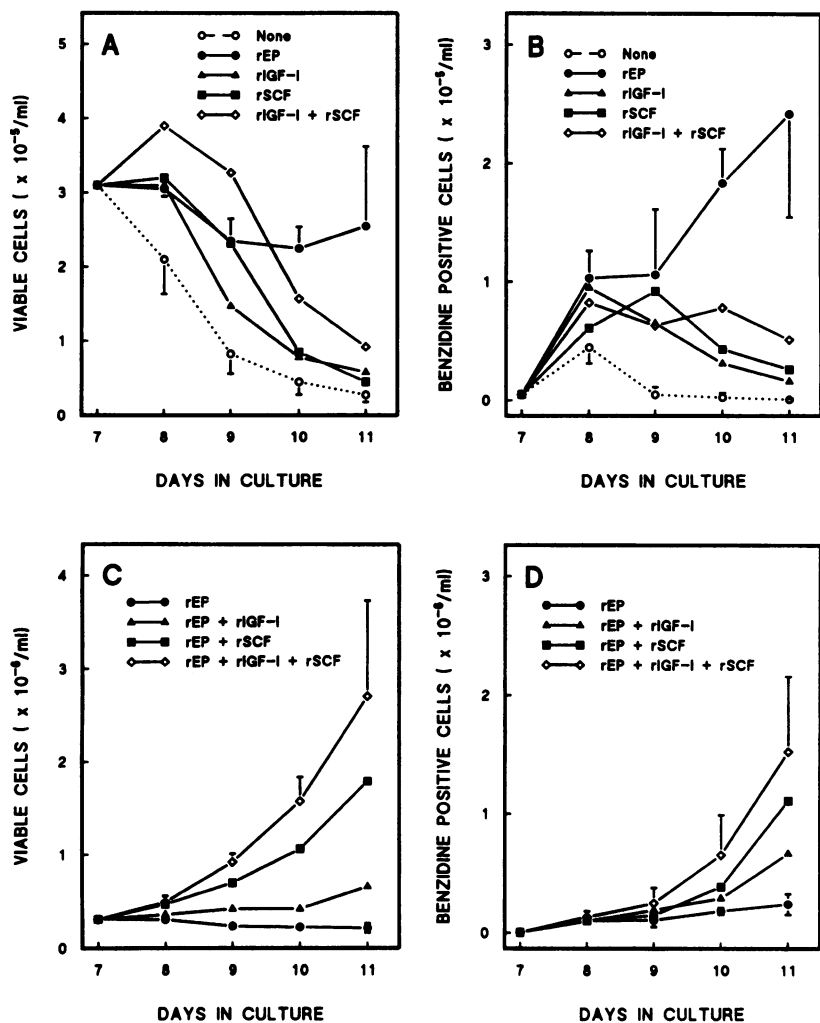 A
None
rEP
rIGF-I
rSCF
rIGF-I + rSCF
5
4
3
2
1
0
VIABLE CELLS ( x 10⁻⁵/ml)
7 8 9 10 11
DAYS IN CULTURE
B
None
rEP
rIGF-I
rSCF
rIGF-I + rSCF
3
2
1
0
BENZIDINE POSITIVE CELLS ( x 10⁻⁵/ml)
7 8 9 10 11
DAYS IN CULTURE
C
rEP
rEP + rIGF-I
rEP + rSCF
rEP + rIGF-I + rSCF
4
3
2
1
0
VIABLE CELLS ( x 10⁻⁶/ml)
7 8 9 10 11
DAYS IN CULTURE
D
rEP
rEP + rIGF-I
rEP + rSCF
rEP + rIGF-I + rSCF
3
2
1
0
BENZIDINE POSITIVE CELLS ( x 10⁻⁶/ml)
7 8 9 10 11
DAYS IN CULTURE